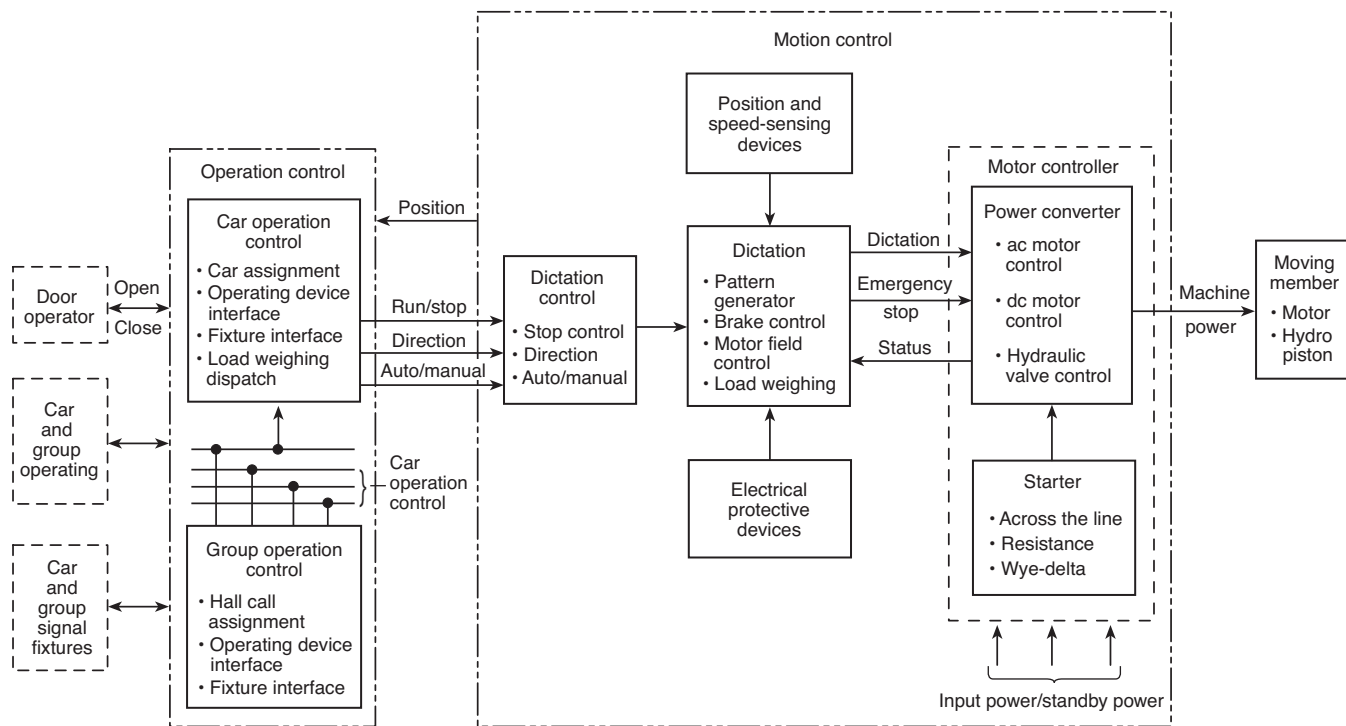 Motion control
Position and
speed-sensing
devices
Operation control
Car operation
control
• Car assignment
• Operating device
interface
• Fixture interface
• Load weighing
dispatch
Door
operator
Open
Close
Car
and
group
operating
Car
and
group
signal
fixtures
Car
operation
control
Group operation
control
• Hall call
assignment
• Operating device
interface
• Fixture interface
Position
Run/stop
Direction
Auto/manual
Dictation
control
• Stop control
• Direction
• Auto/manual
Dictation
• Pattern
generator
• Brake control
• Motor field
control
• Load weighing
Electrical
protective
devices
Dictation
Emergency
stop
Status
Motor controller
Power converter
• ac motor
control
• dc motor
control
• Hydraulic
valve control
Starter
• Across the line
• Resistance
• Wye-delta
Input power/standby power
Machine
power
Moving
member
• Motor
• Hydro
piston